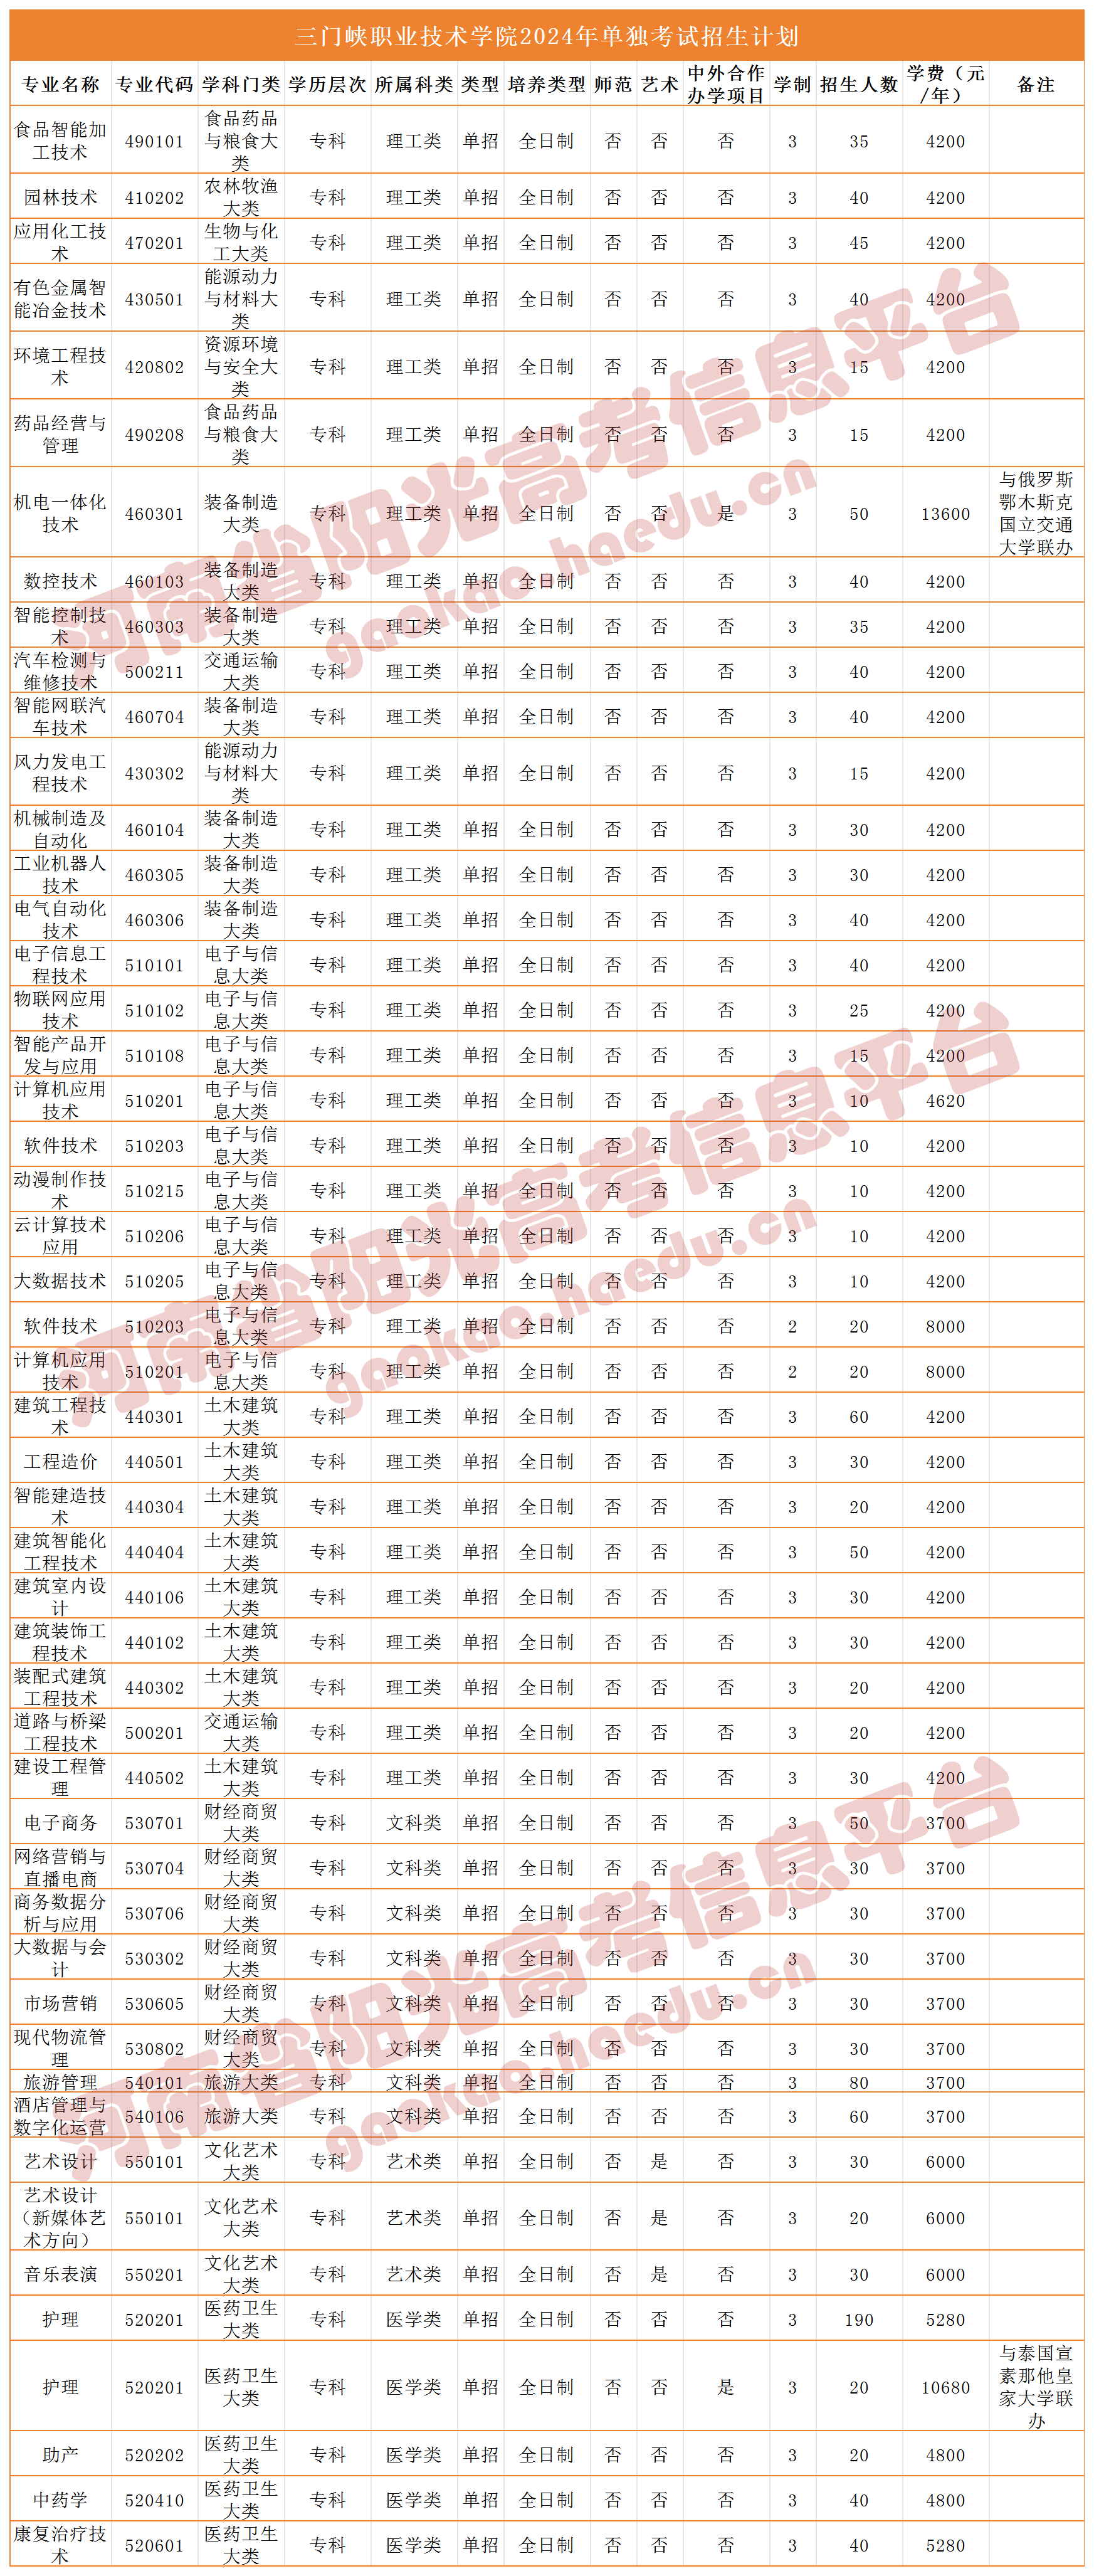 三门峡职业技术学院2024年单独考试招生计划
专业名称 专业代码 学科门类 学历层次 所属科类 类型 培养类型 师范 艺术 中外合作办学项目 学制 招生人数 学费（元/年） 备注
食品智能加工技术 490101 食品药品与粮食大类 专科 理工类 单招 全日制 否 否 否 3 35 4200
园林技术 410202 农林牧渔大类 专科 理工类 单招 全日制 否 否 否 3 40 4200
应用化工技术 470201 生物与化工大类 专科 理工类 单招 全日制 否 否 否 3 45 4200
有色金属智能冶金技术 430501 能源动力与材料大类 专科 理工类 单招 全日制 否 否 否 3 40 4200
环境工程技术 420802 资源环境与安全大类 专科 理工类 单招 全日制 否 否 否 3 15 4200
药品经营与管理 490208 食品药品与粮食大类 专科 理工类 单招 全日制 否 否 否 3 15 4200
机电一体化技术 460301 装备制造大类 专科 理工类 单招 全日制 否 否 是 3 50 13600 与俄罗斯鄂木斯克国立交通大学联办
数控技术 460103 装备制造大类 专科 理工类 单招 全日制 否 否 否 3 40 4200
智能控制技术 460303 装备制造大类 专科 理工类 单招 全日制 否 否 否 3 35 4200
汽车检测与维修技术 500211 交通运输大类 专科 理工类 单招 全日制 否 否 否 3 40 4200
智能网联汽车技术 460704 装备制造大类 专科 理工类 单招 全日制 否 否 否 3 40 4200
风力发电工程技术 430302 能源动力与材料大类 专科 理工类 单招 全日制 否 否 否 3 15 4200
机械制造及自动化 460104 装备制造大类 专科 理工类 单招 全日制 否 否 否 3 30 4200
工业机器人技术 460305 装备制造大类 专科 理工类 单招 全日制 否 否 否 3 30 4200
电气自动化技术 460306 装备制造大类 专科 理工类 单招 全日制 否 否 否 3 40 4200
电子信息工程技术 510101 电子与信息大类 专科 理工类 单招 全日制 否 否 否 3 40 4200
物联网应用技术 510102 电子与信息大类 专科 理工类 单招 全日制 否 否 否 3 25 4200
智能产品开发与应用 510108 电子与信息大类 专科 理工类 单招 全日制 否 否 否 3 15 4200
计算机应用技术 510201 电子与信息大类 专科 理工类 单招 全日制 否 否 否 3 10 4620
软件技术 510203 电子与信息大类 专科 理工类 单招 全日制 否 否 否 3 10 4200
动漫制作技术 510215 电子与信息大类 专科 理工类 单招 全日制 否 否 否 3 10 4200
云计算技术应用 510206 电子与信息大类 专科 理工类 单招 全日制 否 否 否 3 10 4200
大数据技术 510205 电子与信息大类 专科 理工类 单招 全日制 否 否 否 3 10 4200
软件技术 510203 电子与信息大类 专科 理工类 单招 全日制 否 否 否 2 20 8000
计算机应用技术 510201 电子与信息大类 专科 理工类 单招 全日制 否 否 否 2 20 8000
建筑工程技术 440301 土木建筑大类 专科 理工类 单招 全日制 否 否 否 3 60 4200
工程造价 440501 土木建筑大类 专科 理工类 单招 全日制 否 否 否 3 30 4200
智能建造技术 440304 土木建筑大类 专科 理工类 单招 全日制 否 否 否 3 20 4200
建筑智能化工程技术 440404 土木建筑大类 专科 理工类 单招 全日制 否 否 否 3 50 4200
建筑室内设计 440106 土木建筑大类 专科 理工类 单招 全日制 否 否 否 3 30 4200
建筑装饰工程技术 440102 土木建筑大类 专科 理工类 单招 全日制 否 否 否 3 30 4200
装配式建筑工程技术 440302 土木建筑大类 专科 理工类 单招 全日制 否 否 否 3 20 4200
道路与桥梁工程技术 500201 交通运输大类 专科 理工类 单招 全日制 否 否 否 3 20 4200
建设工程管理 440502 土木建筑大类 专科 理工类 单招 全日制 否 否 否 3 30 4200
电子商务 530701 财经商贸大类 专科 文科类 单招 全日制 否 否 否 3 50 3700
网络营销与直播电商 530704 财经商贸大类 专科 文科类 单招 全日制 否 否 否 3 30 3700
商务数据分析与应用 530706 财经商贸大类 专科 文科类 单招 全日制 否 否 否 3 30 3700
大数据与会计 530302 财经商贸大类 专科 文科类 单招 全日制 否 否 否 3 30 3700
市场营销 530605 财经商贸大类 专科 文科类 单招 全日制 否 否 否 3 30 3700
现代物流管理 530802 财经商贸大类 专科 文科类 单招 全日制 否 否 否 3 30 3700
旅游管理 540101 旅游大类 专科 文科类 单招 全日制 否 否 否 3 80 3700
酒店管理与数字化运营 540106 旅游大类 专科 文科类 单招 全日制 否 否 否 3 60 3700
艺术设计 550101 文化艺术大类 专科 艺术类 单招 全日制 否 是 否 3 30 6000
艺术设计（新媒体艺术方向） 550101 文化艺术大类 专科 艺术类 单招 全日制 否 是 否 3 20 6000
音乐表演 550201 文化艺术大类 专科 艺术类 单招 全日制 否 是 否 3 30 6000
护理 520201 医药卫生大类 专科 医学类 单招 全日制 否 否 否 3 190 5280
护理 520201 医药卫生大类 专科 医学类 单招 全日制 否 否 是 3 20 10680 与泰国宣素那他皇家大学联办
助产 520202 医药卫生大类 专科 医学类 单招 全日制 否 否 否 3 20 4800
中药学 520410 医药卫生大类 专科 医学类 单招 全日制 否 否 否 3 40 4800
康复治疗技术 520601 医药卫生大类 专科 医学类 单招 全日制 否 否 否 3 40 5280
河南省阳光高考信息平台
gaokao.haedu.cn
河南省阳光高考信息平台
gaokao.haedu.cn
河南省阳光高考信息平台
gaokao.haedu.cn